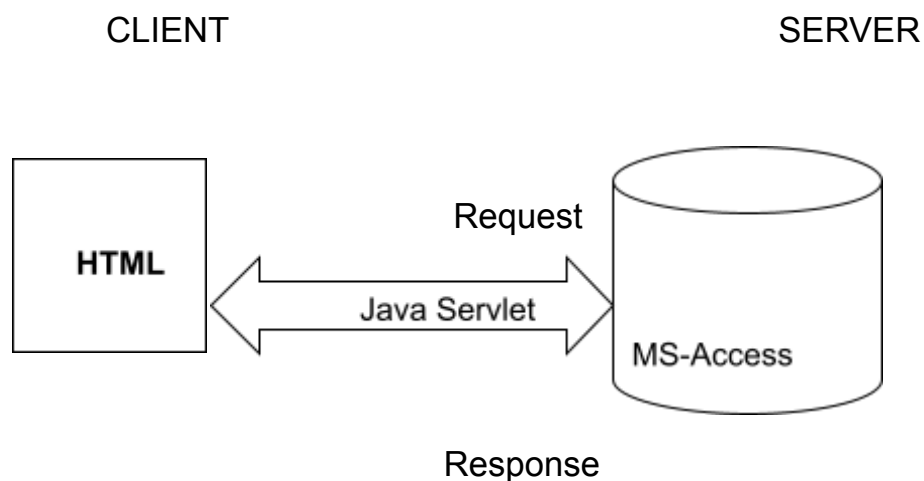 CLIENT
SERVER
Request
HTML
Java Servlet
MS-Access
Response